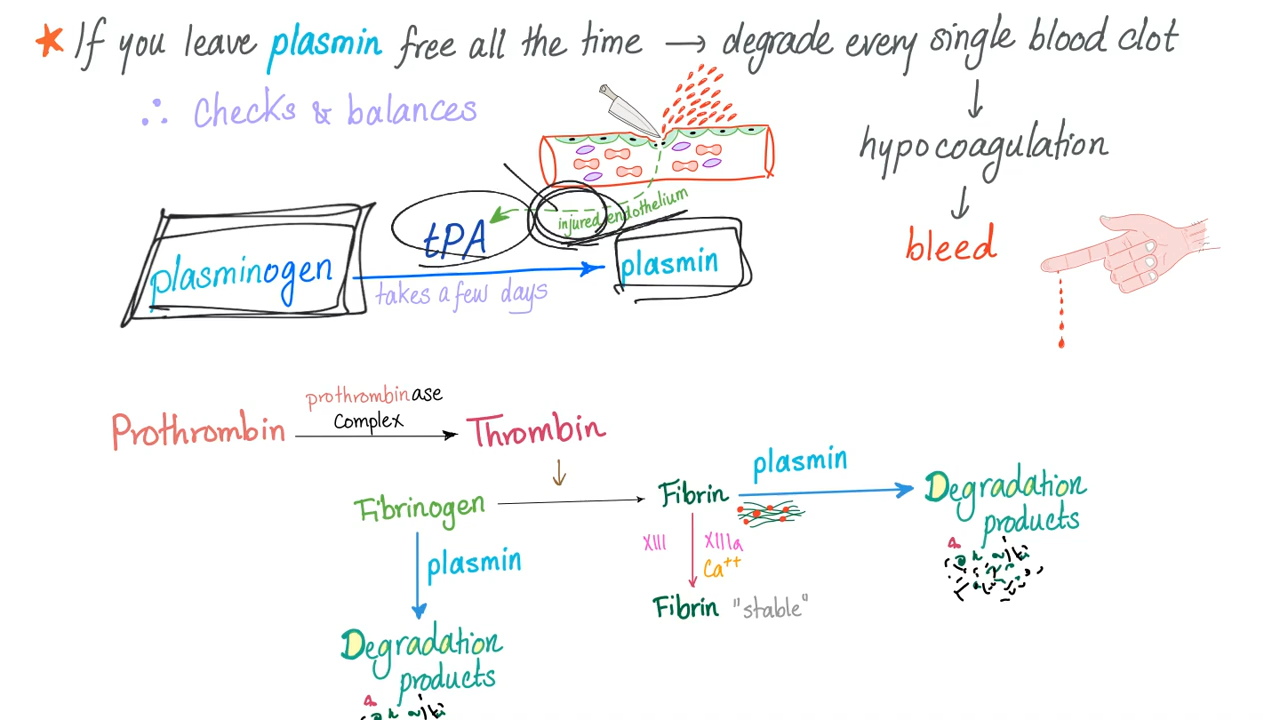 * If you leave plasmin free all the time → degrade every single blood clot
∴ Checks & balances
hypocoagulation
bleed
injured endothelium
tPA
plasminogen
plasmin
takes a few days
prothrombinase
Complex
Prothrombin
Thrombin
plasmin
Fibrinogen
Fibrin
Degradation
products
XIII
XIIIa
Ca++
plasmin
Fibrin "stable"
Degradation
products